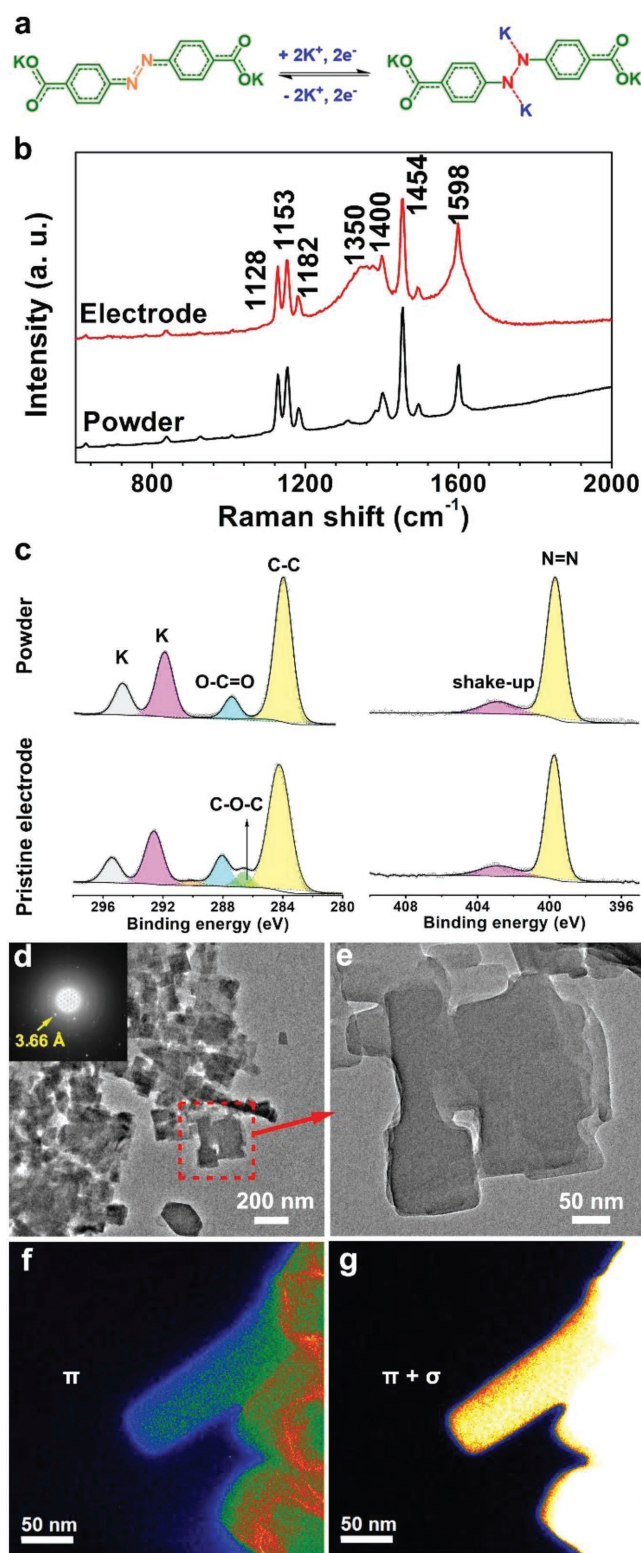 a
KO
O
N
N
O
OK
+ 2K⁺, 2e⁻
- 2K⁺, 2e⁻
KO
O
K
N
N
K
O
OK
b
Intensity (a. u.)
1128
1153
1182
1350
1400
1454
1598
Electrode
Powder
800
1200
1600
2000
Raman shift (cm⁻¹)
c
Powder
K
K
O-C=O
C-C
N=N
shake-up
Pristine electrode
C-O-C
296
292
288
284
280
Binding energy (eV)
408
404
400
396
Binding energy (eV)
d
3.66 Å
200 nm
e
50 nm
f
π
50 nm
g
π + σ
50 nm